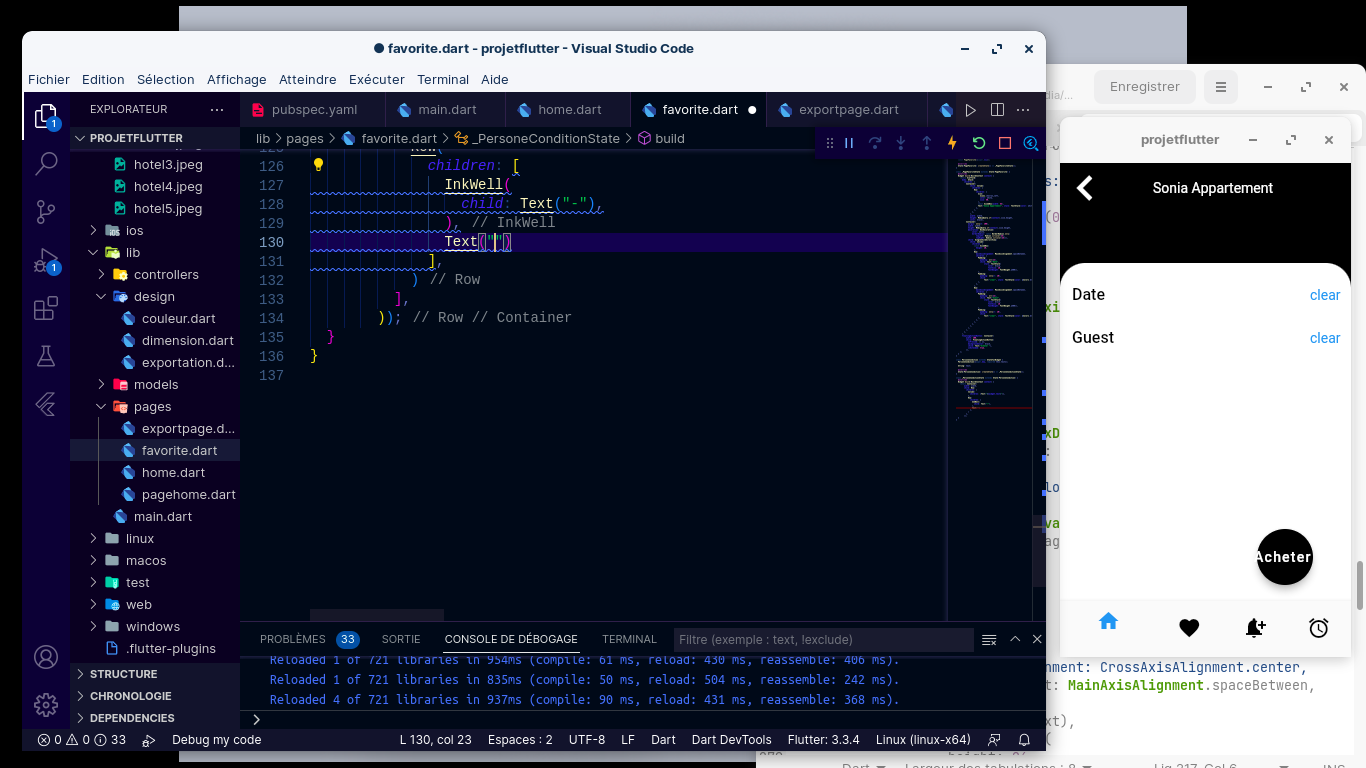 ● favorite.dart - projetflutter - Visual Studio Code
Fichier Edition Sélection Affichage Atteindre Exécuter Terminal Aide
EXPLORATEUR
PROJETFLUTTER
hotel3.jpeg
hotel4.jpeg
hotel5.jpeg
ios
lib
controllers
design
couleur.dart
dimension.dart
exportation.d...
models
pages
exportpage.d...
favorite.dart
home.dart
pagehome.dart
main.dart
linux
macos
test
web
windows
.flutter-plugins
STRUCTURE
CHRONOLOGIE
DEPENDENCIES
1
1
pubspec.yaml main.dart home.dart favorite.dart exportpage.dart
lib > pages > favorite.dart > _PersoneConditionState > build
126 children: [
127 InkWell(
128 child: Text("-"),
129 ), // InkWell
130 Text("")
131 ],
132 ) // Row
133 ],
134 )); // Row // Container
135 }
136 }
137
PROBLÈMES 33 SORTIE CONSOLE DE DÉBOGAGE TERMINAL Filtre (exemple : text, !exclude)
Reloaded 1 of 721 libraries in 954ms (compile: 61 ms, reload: 430 ms, reassemble: 406 ms).
Reloaded 1 of 721 libraries in 835ms (compile: 50 ms, reload: 504 ms, reassemble: 242 ms).
Reloaded 4 of 721 libraries in 937ms (compile: 90 ms, reload: 431 ms, reassemble: 368 ms).
>
0 0 33 Debug my code L 130, col 23 Espaces : 2 UTF-8 LF Dart Dart DevTools Flutter: 3.3.4 Linux (linux-x64)
Enregistrer
projetflutter
Sonia Appartement
Date clear
Guest clear
Acheter
nment: CrossAxisAlignment.center,
t: MainAxisAlignment.spaceBetween,
xt),